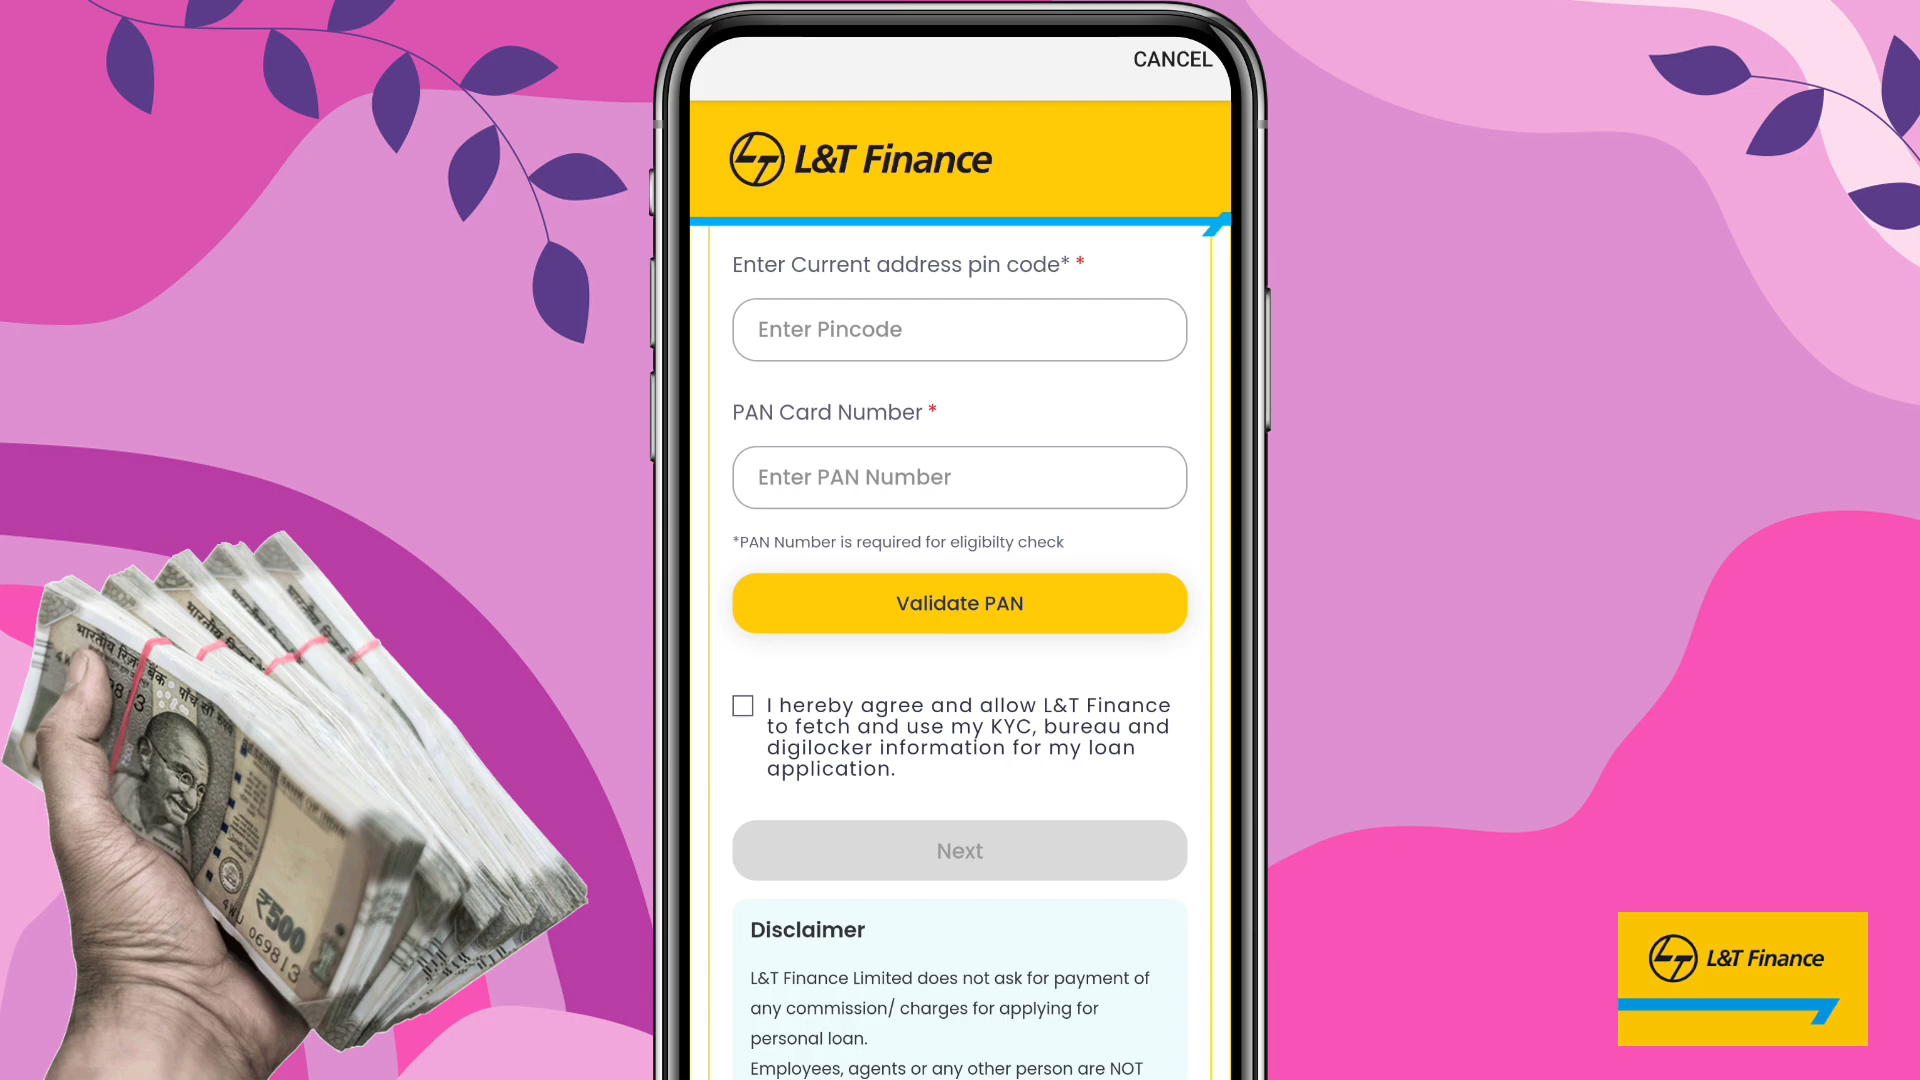 CANCEL
L&T Finance
Enter Current address pin code* *
Enter Pincode
PAN Card Number *
Enter PAN Number
*PAN Number is required for eligibilty check
Validate PAN
I hereby agree and allow L&T Finance
to fetch and use my KYC, bureau and
digilocker information for my loan
application.
Next
Disclaimer
L&T Finance Limited does not ask for payment of
any commission/ charges for applying for
personal loan.
Employees, agents or any other person are NOT
भारतीय रिज़र्व बैंक
पाँच सौ
₹500
069813
L&T Finance